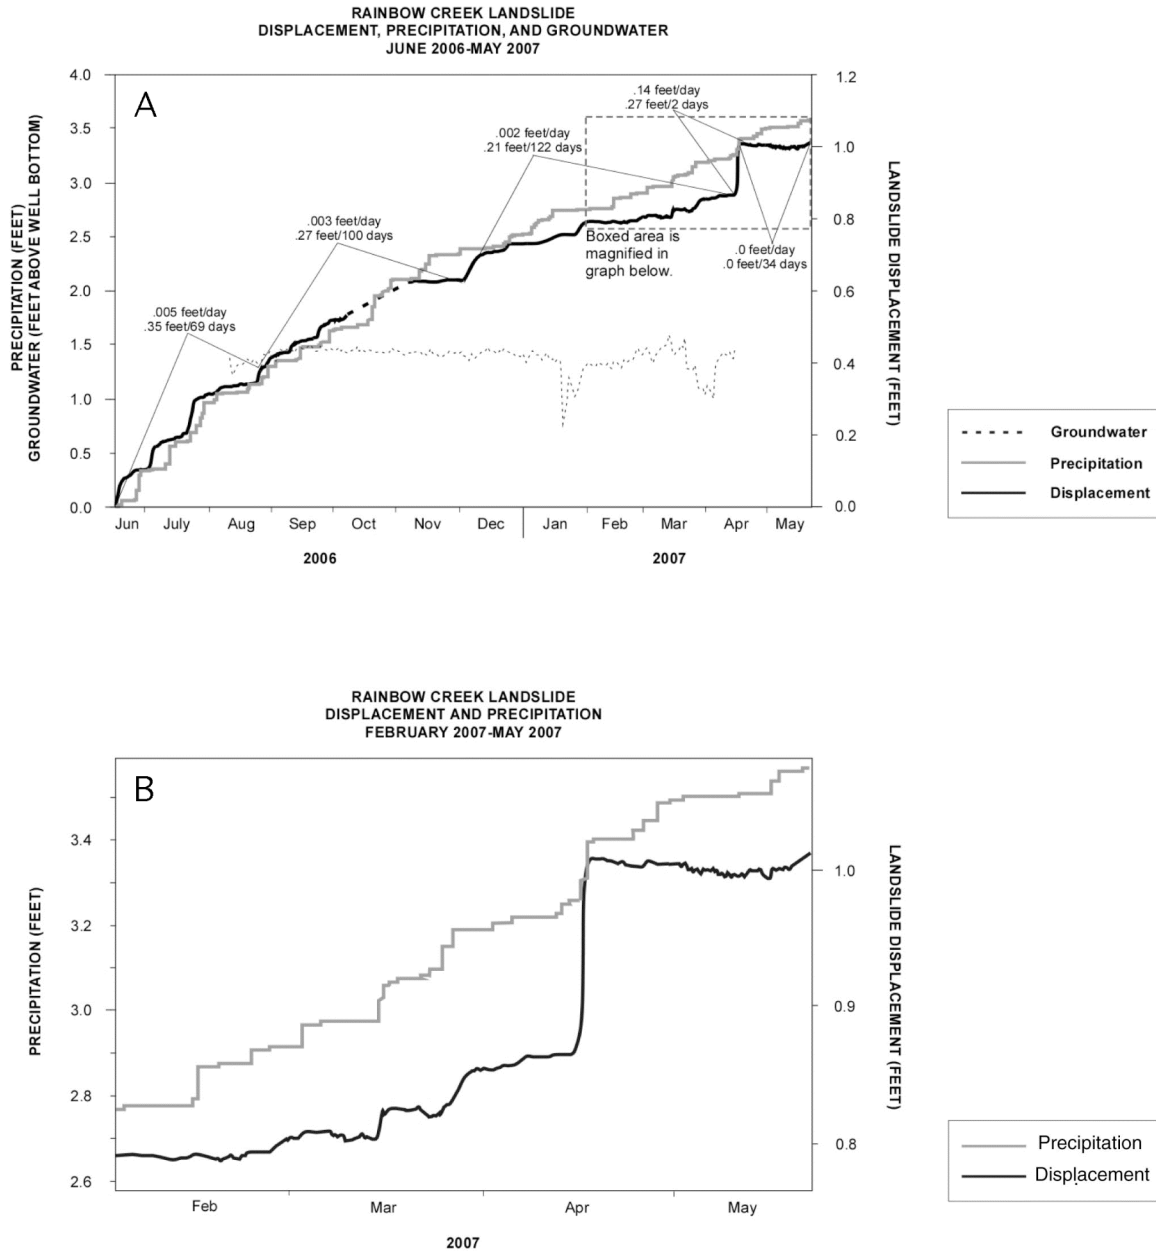 RAINBOW CREEK LANDSLIDE
DISPLACEMENT, PRECIPITATION, AND GROUNDWATER
JUNE 2006-MAY 2007
A
PRECIPITATION (FEET)
GROUNDWATER (FEET ABOVE WELL BOTTOM)
4.0
3.5
3.0
2.5
2.0
1.5
1.0
0.5
0.0
1.2
1.0
0.8
0.6
0.4
0.2
0.0
LANDSLIDE DISPLACEMENT (FEET)
.14 feet/day
.27 feet/2 days
.002 feet/day
.21 feet/122 days
.003 feet/day
.27 feet/100 days
.005 feet/day
.35 feet/69 days
Boxed area is
magnified in
graph below.
.0 feet/day
.0 feet/34 days
Jun July Aug Sep Oct Nov Dec Jan Feb Mar Apr May
2006 2007
Groundwater
Precipitation
Displacement
RAINBOW CREEK LANDSLIDE
DISPLACEMENT AND PRECIPITATION
FEBRUARY 2007-MAY 2007
B
PRECIPITATION (FEET)
3.4
3.2
3.0
2.8
2.6
1.0
0.9
0.8
LANDSLIDE DISPLACEMENT (FEET)
Feb Mar Apr May
2007
Precipitation
Displacement